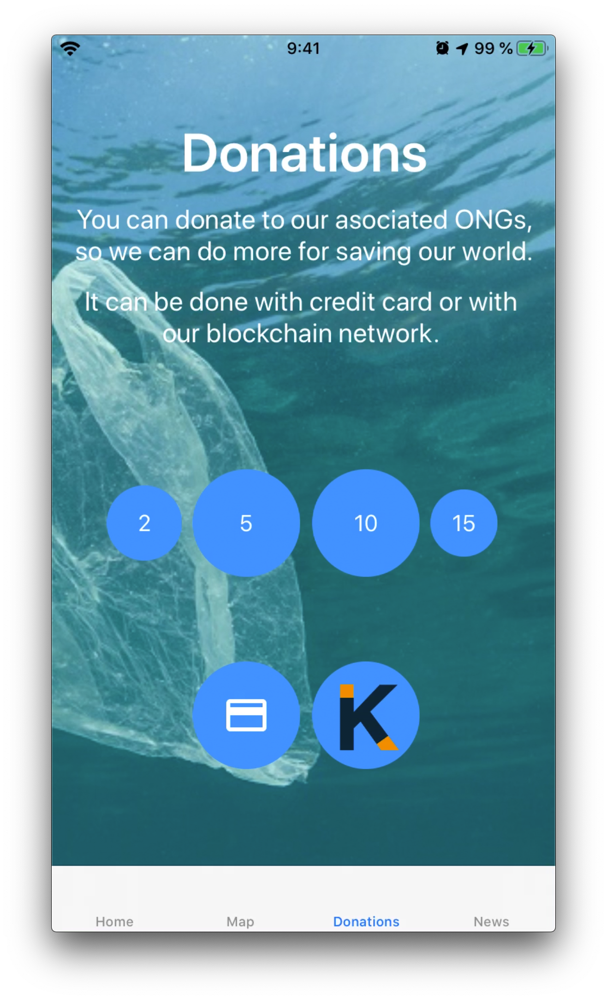 9:41
99 %
Donations
You can donate to our asociated ONGs,
so we can do more for saving our world.
It can be done with credit card or with
our blockchain network.
2 5 10 15
K
Home Map Donations News